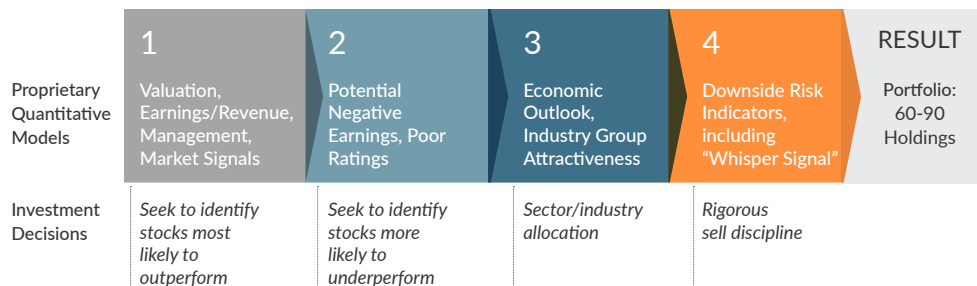 1
2
3
4
RESULT
Proprietary
Quantitative
Models
Valuation,
Earnings/Revenue,
Management,
Market Signals
Potential
Negative
Earnings, Poor
Ratings
Economic
Outlook,
Industry Group
Attractiveness
Downside Risk
Indicators,
including
“Whisper Signal”
Portfolio:
60-90
Holdings
Investment
Decisions
Seek to identify
stocks most
likely to
outperform
Seek to identify
stocks more
likely to
underperform
Sector/industry
allocation
Rigorous
sell discipline